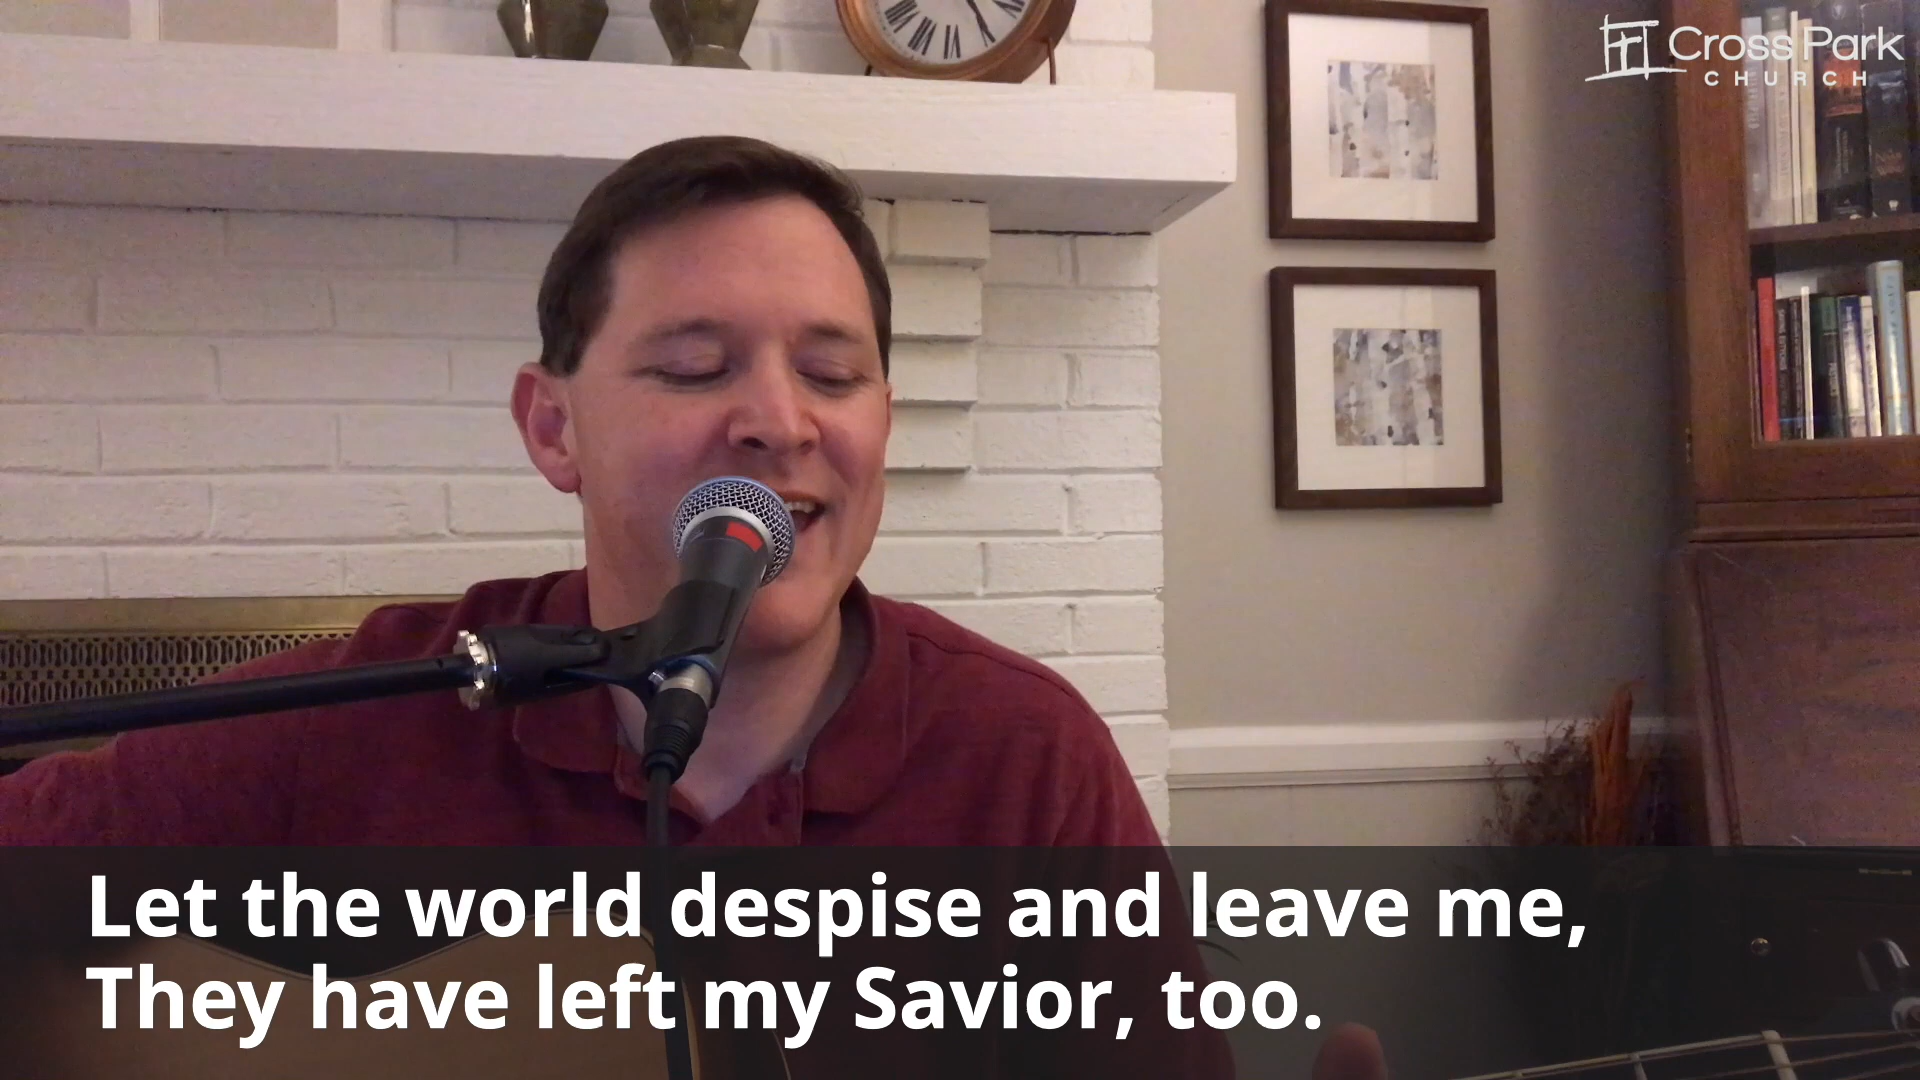 Cross Park
CHURCH
Let the world despise and leave me,
They have left my Savior, too.